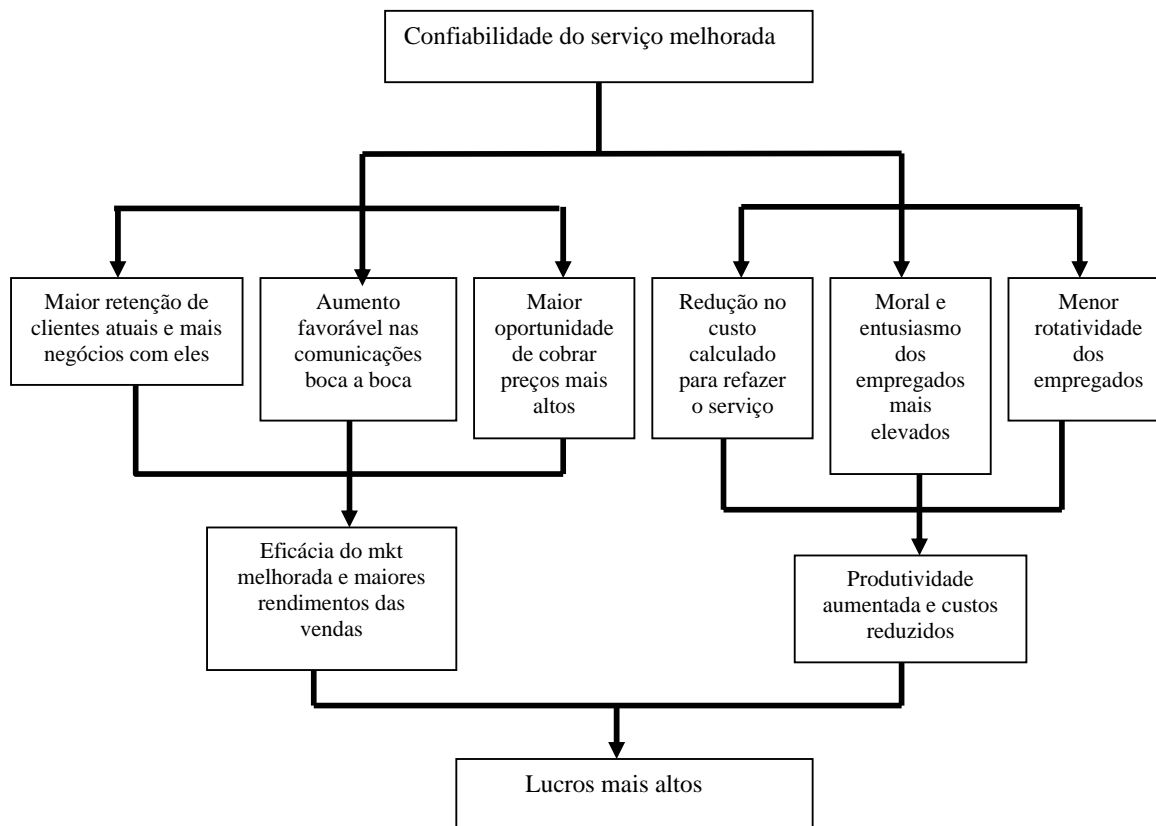 Confiabilidade do serviço melhorada
Maior retenção de
clientes atuais e mais
negócios com eles
Aumento
favorável nas
comunicações
boca a boca
Maior
oportunidade
de cobrar
preços mais
altos
Redução no
custo
calculado
para refazer
o serviço
Moral e
entusiasmo
dos
empregados
mais
elevados
Menor
rotatividade
dos
empregados
Eficácia do mkt
melhorada e maiores
rendimentos das
vendas
Produtividade
aumentada e custos
reduzidos
Lucros mais altos